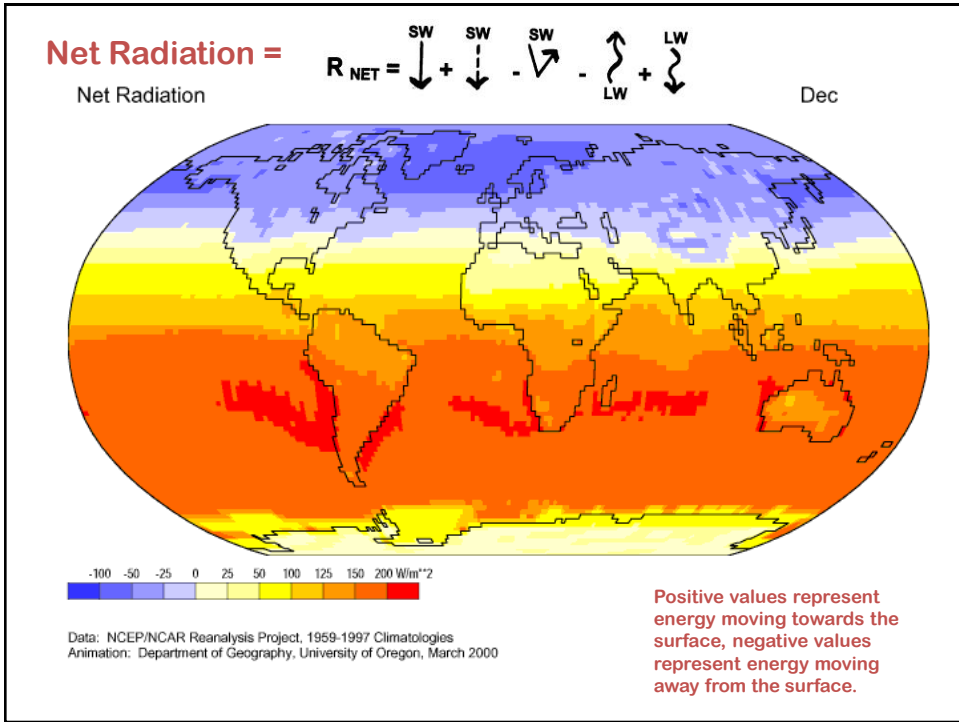 Net Radiation =
SW SW SW LW
R NET = + - - +
LW
Net Radiation Dec
-100 -50 -25 0 25 50 100 125 150 200 W/m**2
Data: NCEP/NCAR Reanalysis Project, 1959-1997 Climatologies
Animation: Department of Geography, University of Oregon, March 2000
Positive values represent
energy moving towards the
surface, negative values
represent energy moving
away from the surface.